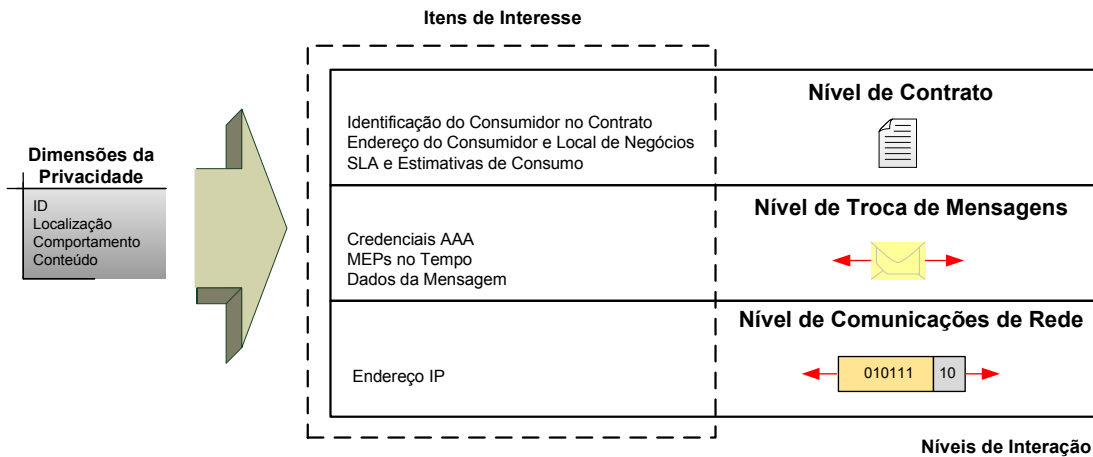 Itens de Interesse
Dimensões da
Privacidade
ID
Localização
Comportamento
Conteúdo
Identificação do Consumidor no Contrato
Endereço do Consumidor e Local de Negócios
SLA e Estimativas de Consumo
Nível de Contrato
Credenciais AAA
MEPs no Tempo
Dados da Mensagem
Nível de Troca de Mensagens
Endereço IP
Nível de Comunicações de Rede
010111 10
Níveis de Interação